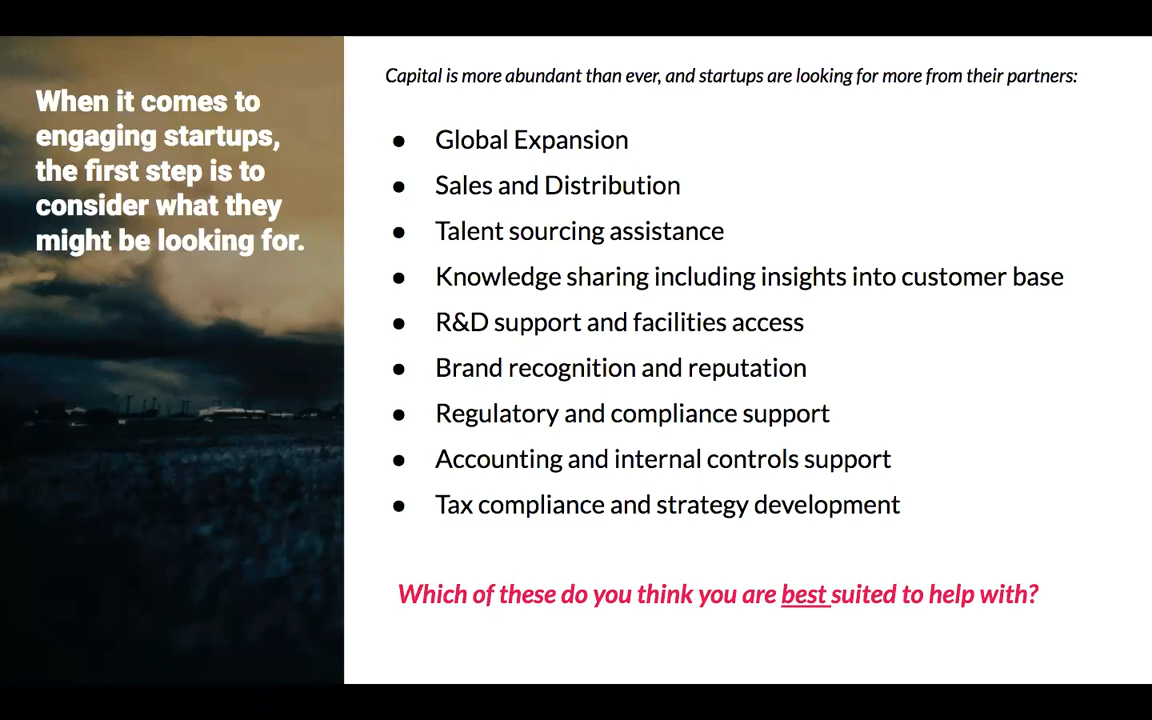 When it comes to
engaging startups,
the first step is to
consider what they
might be looking for.
Capital is more abundant than ever, and startups are looking for more from their partners:
● Global Expansion
● Sales and Distribution
● Talent sourcing assistance
● Knowledge sharing including insights into customer base
● R&D support and facilities access
● Brand recognition and reputation
● Regulatory and compliance support
● Accounting and internal controls support
● Tax compliance and strategy development
Which of these do you think you are best suited to help with?